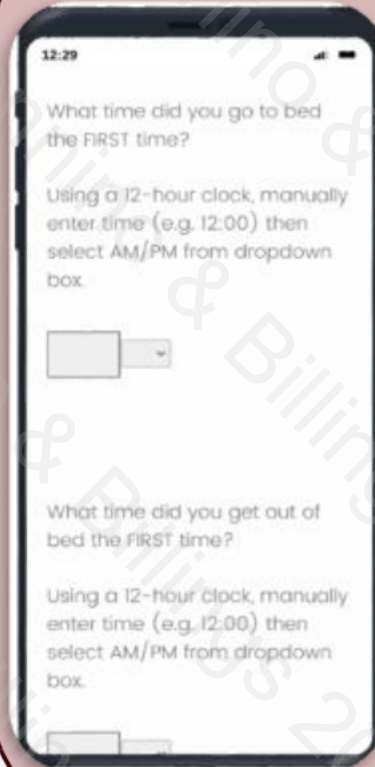 12:29
What time did you go to bed
the FIRST time?
Using a 12-hour clock, manually
enter time (e.g. 12:00) then
select AM/PM from dropdown
box.
What time did you get out of
bed the FIRST time?
Using a 12-hour clock, manually
enter time (e.g. 12:00) then
select AM/PM from dropdown
box.
& Billings 20